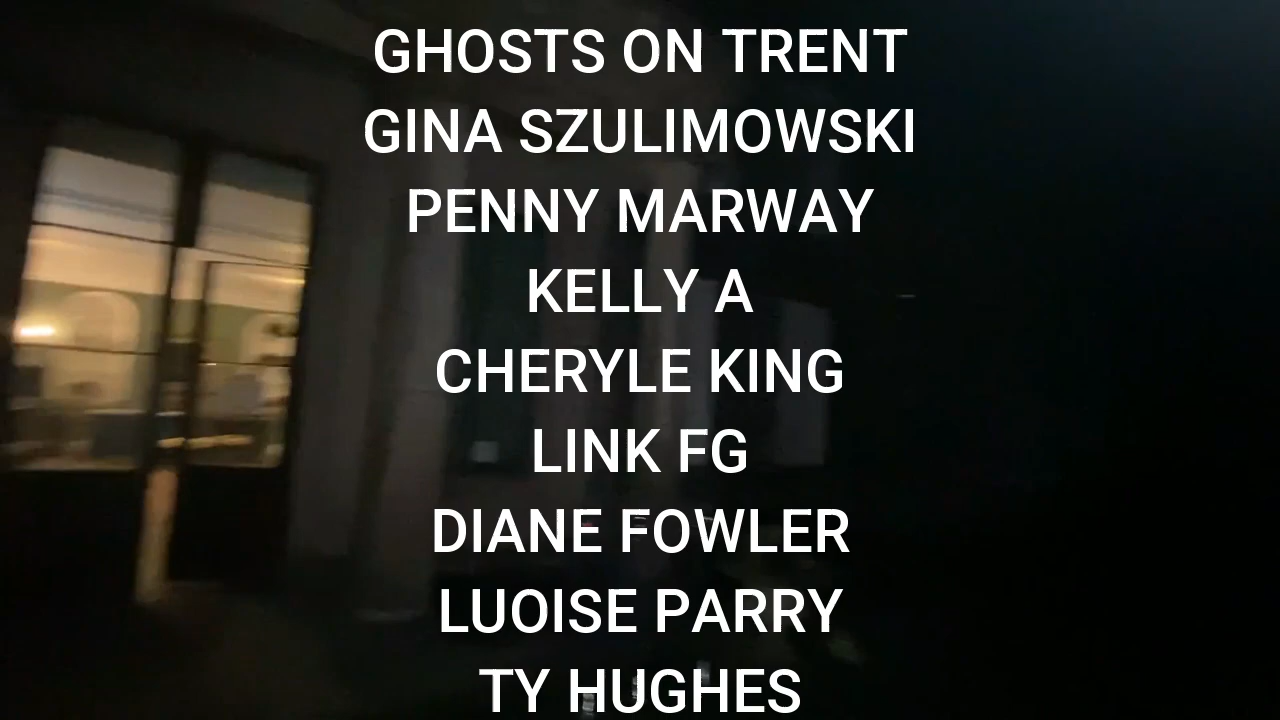 GHOSTS ON TRENT
GINA SZULIMOWSKI
PENNY MARWAY
KELLY A
CHERYLE KING
LINK FG
DIANE FOWLER
LUOISE PARRY
TY HUGHES